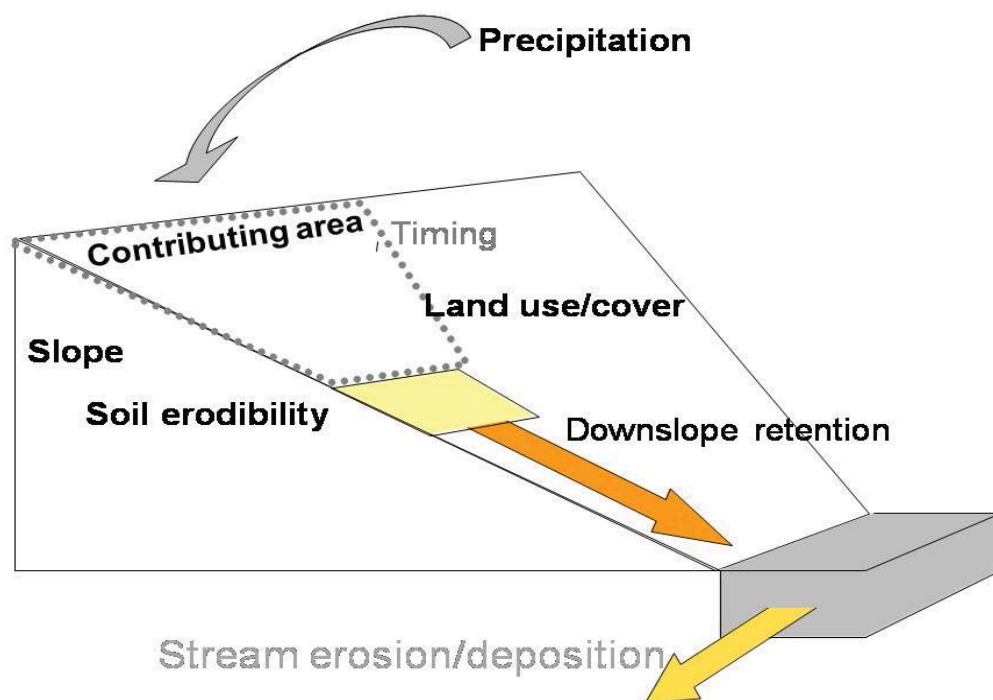 Precipitation
Contributing area
Timing
Land use/cover
Slope
Soil erodibility
Downslope retention
Stream erosion/deposition